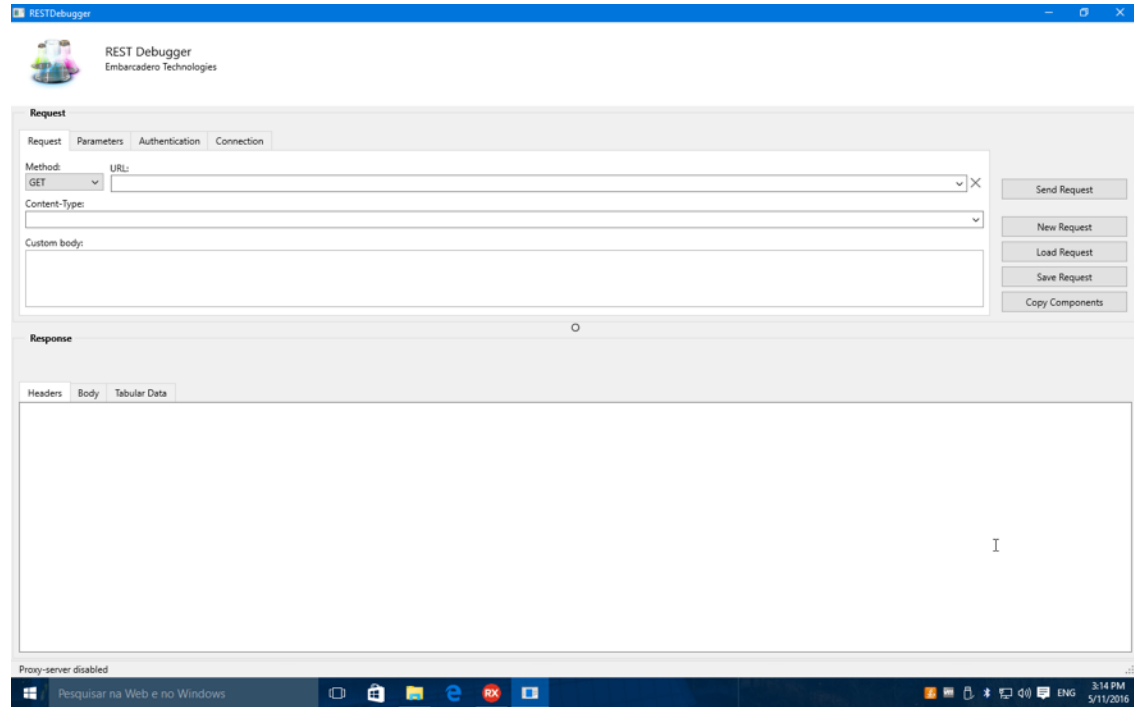 RESTDebugger
REST Debugger
Embarcadero Technologies
Request
Request Parameters Authentication Connection
Method: URL:
GET
Send Request
Content-Type:
New Request
Custom body:
Load Request
Save Request
Copy Components
Response
Headers Body Tabular Data
Proxy-server disabled
Pesquisar na Web e no Windows
RX
ENG
3:14 PM
5/11/2016